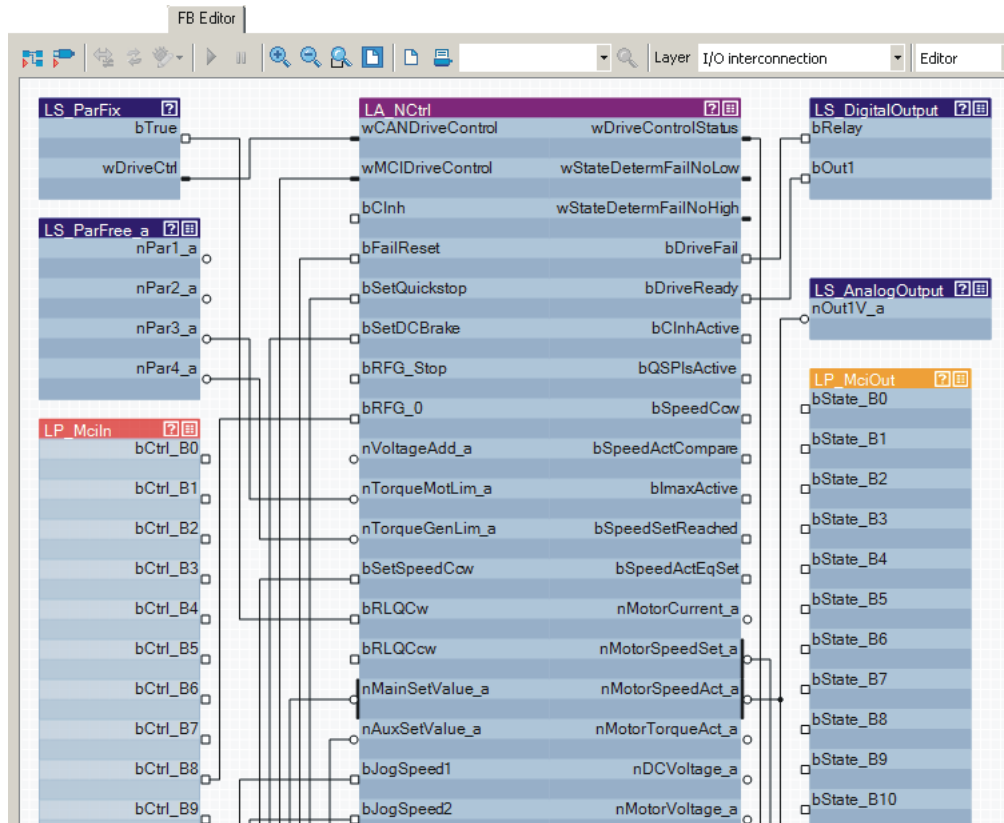 FB Editor
Layer I/O interconnection Editor
LS_ParFix ?
bTrue
wDriveCtrl
LS_ParFree_a ?
nPar1_a
nPar2_a
nPar3_a
nPar4_a
LP_MciIn ?
bCtrl_B0
bCtrl_B1
bCtrl_B2
bCtrl_B3
bCtrl_B4
bCtrl_B5
bCtrl_B6
bCtrl_B7
bCtrl_B8
bCtrl_B9
LA_NCtrl ?
wCANDriveControl wDriveControlStatus
wMCIDriveControl wStateDetermFailNoLow
bCInh wStateDetermFailNoHigh
bFailReset bDriveFail
bSetQuickstop bDriveReady
bSetDCBrake bCInhActive
bRFG_Stop bQSPIsActive
bRFG_0 bSpeedCcw
nVoltageAdd_a bSpeedActCompare
nTorqueMotLim_a bImaxActive
nTorqueGenLim_a bSpeedSetReached
bSetSpeedCcw bSpeedActEqSet
bRLQCw nMotorCurrent_a
bRLQCcw nMotorSpeedSet_a
nMainSetValue_a nMotorSpeedAct_a
nAuxSetValue_a nMotorTorqueAct_a
bJogSpeed1 nDCVoltage_a
bJogSpeed2 nMotorVoltage_a
LS_DigitalOutput ?
bRelay
bOut1
LS_AnalogOutput ?
nOut1V_a
LP_MciOut ?
bState_B0
bState_B1
bState_B2
bState_B3
bState_B4
bState_B5
bState_B6
bState_B7
bState_B8
bState_B9
bState_B10